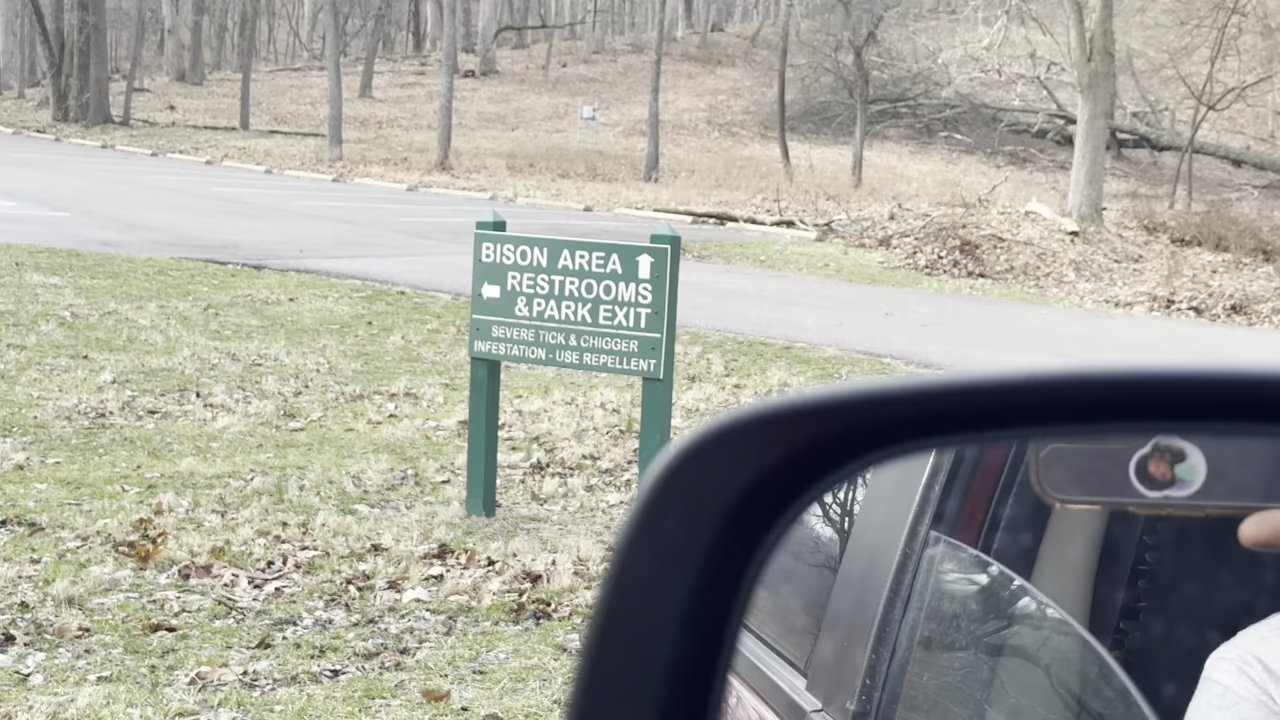 BISON AREA
RESTROOMS
&PARK EXIT
SEVERE TICK & CHIGGER
INFESTATION - USE REPELLENT